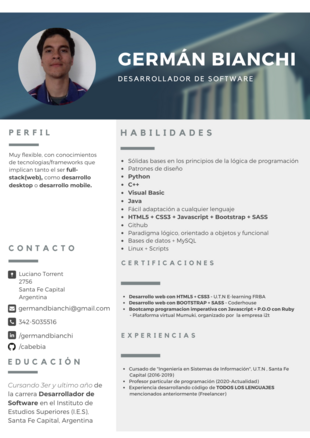 GERMÁN BIANCHI
DESARROLLADOR DE SOFTWARE
PERFIL
Muy flexible, con conocimientos
de tecnologias/frameworks que
implican tanto el ser full-
stack(web), como desarrollo
desktop o desarrollo mobile.
CONTACTO
Luciano Torrent
2756
Santa Fe Capital
Argentina
germandbianchi@gmail.com
342-5035516
/germandbianchi
/cabebia
EDUCACIÓN
Cursando 3er y ultimo año de
la carrera Desarrollador de
Software en el Instituto de
Estudios Superiores (I.E.S).
Santa Fe Capital, Argentina
HABILIDADES
Sólidas bases en los principios de la lógica de programación
Patrones de diseño
Python
C++
Visual Basic
Java
Fácil adaptación a cualquier lenguaje
HTML5 + CSS3 + Javascript + Bootstrap + SASS
Github
Paradigma lógico, orientado a objetos y funcional
Bases de datos + MySQL
Linux + Scripts
CERTIFICACIONES
Desarrollo web con HTML5 + CSS3 - U.T.N E-learning FRBA
Desarrollo web con BOOTSTRAP + SASS - Coderhouse
Bootcamp programacion imperativa con Javascript + P.O.O con Ruby
- Plataforma virtual Mumuki, organizado por la empresa i2t
EXPERIENCIAS
Cursado de "Ingeniería en Sistemas de Información". U.T.N , Santa Fe
Capital (2016-2019)
Profesor particular de programación (2020-Actualidad)
Experiencia desarrollando código de TODOS LOS LENGUAJES
mencionados anteriormente (Freelancer)